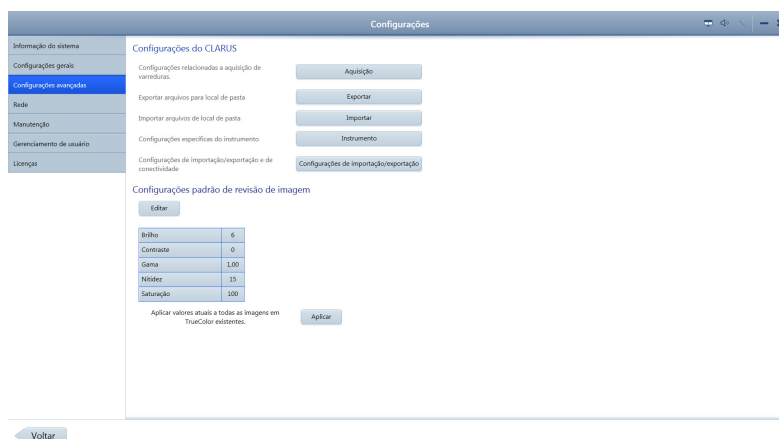 Configurações
Informação do sistema
Configurações gerais
Configurações avançadas
Rede
Manutenção
Gerenciamento de usuário
Licenças
Configurações do CLARUS
Configurações relacionadas a aquisição de
varreduras.
Aquisição
Exportar arquivos para local de pasta
Exportar
Importar arquivos de local de pasta
Importar
Configurações específicas do instrumento
Instrumento
Configurações de importação/exportação e de
conectividade
Configurações de importação/exportação
Configurações padrão de revisão de imagem
Editar
Brilho 6
Contraste 0
Gama 1,00
Nitidez 15
Saturação 100
Aplicar valores atuais a todas as imagens em
TrueColor existentes.
Aplicar
Voltar